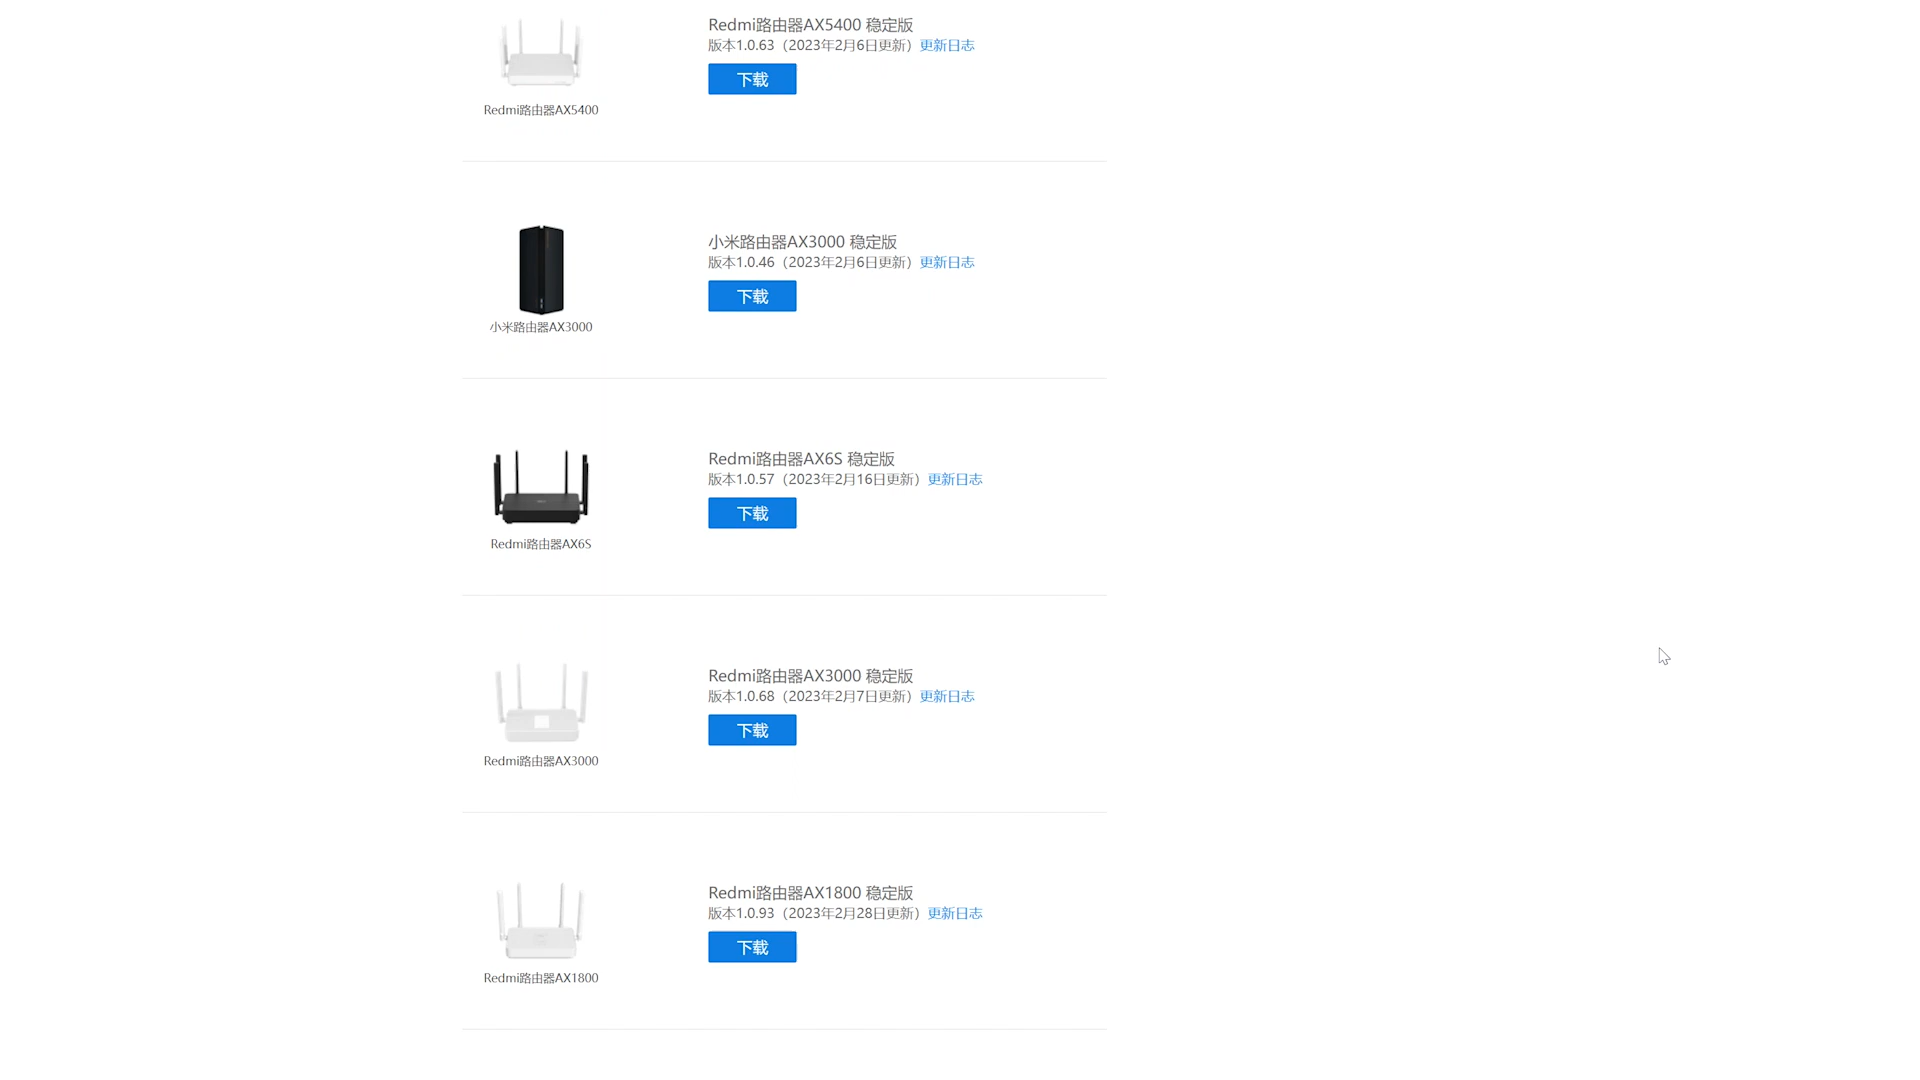 Redmi路由器AX5400 稳定版
版本1.0.63（2023年2月6日更新）更新日志
下载
Redmi路由器AX5400
小米路由器AX3000 稳定版
版本1.0.46（2023年2月6日更新）更新日志
下载
小米路由器AX3000
Redmi路由器AX6S 稳定版
版本1.0.57（2023年2月16日更新）更新日志
下载
Redmi路由器AX6S
Redmi路由器AX3000 稳定版
版本1.0.68（2023年2月7日更新）更新日志
下载
Redmi路由器AX3000
Redmi路由器AX1800 稳定版
版本1.0.93（2023年2月28日更新）更新日志
下载
Redmi路由器AX1800